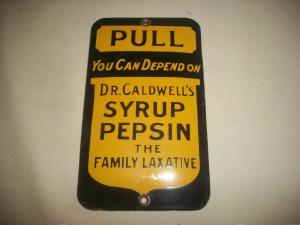 PULL
YOU CAN DEPEND ON
DR. CALDWELL'S
SYRUP
PEPSIN
THE
FAMILY LAXATIVE